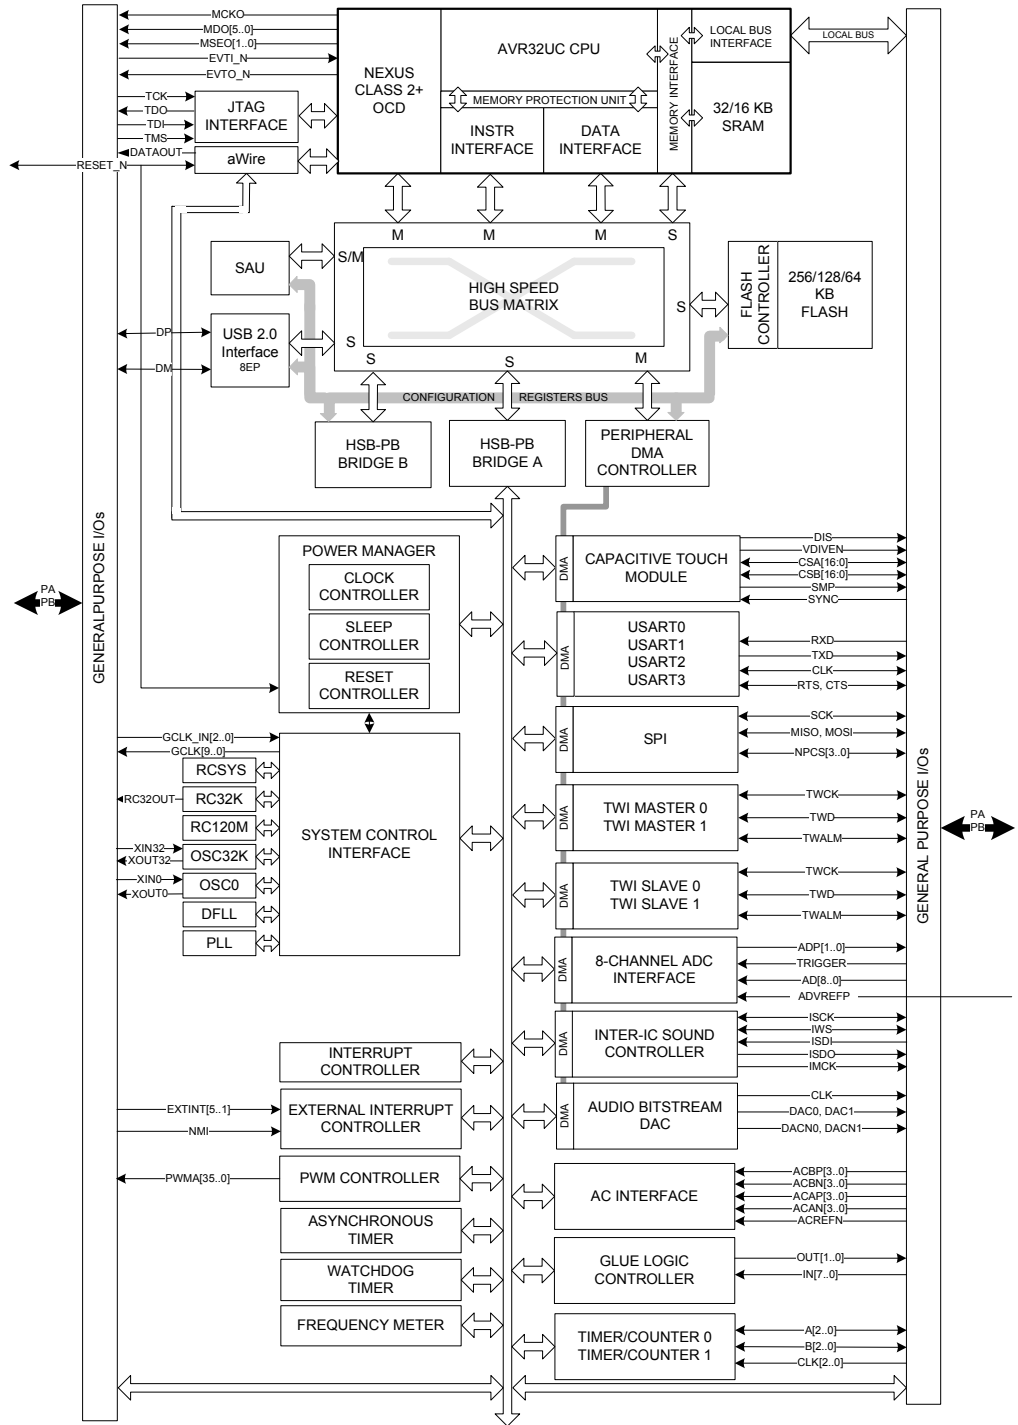 MCKO
MDO[5..0]
MSEO[1..0]
EVTI_N
EVTO_N
TCK
TDO
TDI
TMS
DATAOUT
RESET_N
JTAG
INTERFACE
aWire
NEXUS
CLASS 2+
OCD
AVR32UC CPU
MEMORY PROTECTION UNIT
INSTR
INTERFACE
DATA
INTERFACE
MEMORY INTERFACE
LOCAL BUS
INTERFACE
32/16 KB
SRAM
LOCAL BUS
M
M
M
S
S/M
SAU
HIGH SPEED
BUS MATRIX
S
FLASH
CONTROLLER
256/128/64
KB
FLASH
DP
DM
USB 2.0
Interface
8EP
S
S
S
M
CONFIGURATION
REGISTERS BUS
HSB-PB
BRIDGE B
HSB-PB
BRIDGE A
PERIPHERAL
DMA
CONTROLLER
GENERALPURPOSE I/Os
PA
PB
POWER MANAGER
CLOCK
CONTROLLER
SLEEP
CONTROLLER
RESET
CONTROLLER
GCLK_IN[2..0]
GCLK[9..0]
RCSYS
RC32OUT
RC32K
RC120M
XIN32
XOUT32
OSC32K
XIN0
XOUT0
OSC0
DFLL
PLL
SYSTEM CONTROL
INTERFACE
INTERRUPT
CONTROLLER
EXTINT[5..1]
NMI
EXTERNAL INTERRUPT
CONTROLLER
PWMA[35..0]
PWM CONTROLLER
ASYNCHRONOUS
TIMER
WATCHDOG
TIMER
FREQUENCY METER
DMA
CAPACITIVE TOUCH
MODULE
DIS
VDIVEN
CSA[16:0]
CSB[16:0]
SMP
SYNC
DMA
USART0
USART1
USART2
USART3
RXD
TXD
CLK
RTS, CTS
DMA
SPI
SCK
MISO, MOSI
NPCS[3..0]
DMA
TWI MASTER 0
TWI MASTER 1
TWCK
TWD
TWALM
DMA
TWI SLAVE 0
TWI SLAVE 1
TWCK
TWD
TWALM
DMA
8-CHANNEL ADC
INTERFACE
ADP[1..0]
TRIGGER
AD[8..0]
ADVREFP
DMA
INTER-IC SOUND
CONTROLLER
ISCK
IWS
ISDI
ISDO
IMCK
DMA
AUDIO BITSTREAM
DAC
CLK
DAC0, DAC1
DACN0, DACN1
AC INTERFACE
ACBP[3..0]
ACBN[3..0]
ACAP[3..0]
ACAN[3..0]
ACREFN
GLUE LOGIC
CONTROLLER
OUT[1..0]
IN[7..0]
TIMER/COUNTER 0
TIMER/COUNTER 1
A[2..0]
B[2..0]
CLK[2..0]
GENERAL PURPOSE I/Os
PA
PB